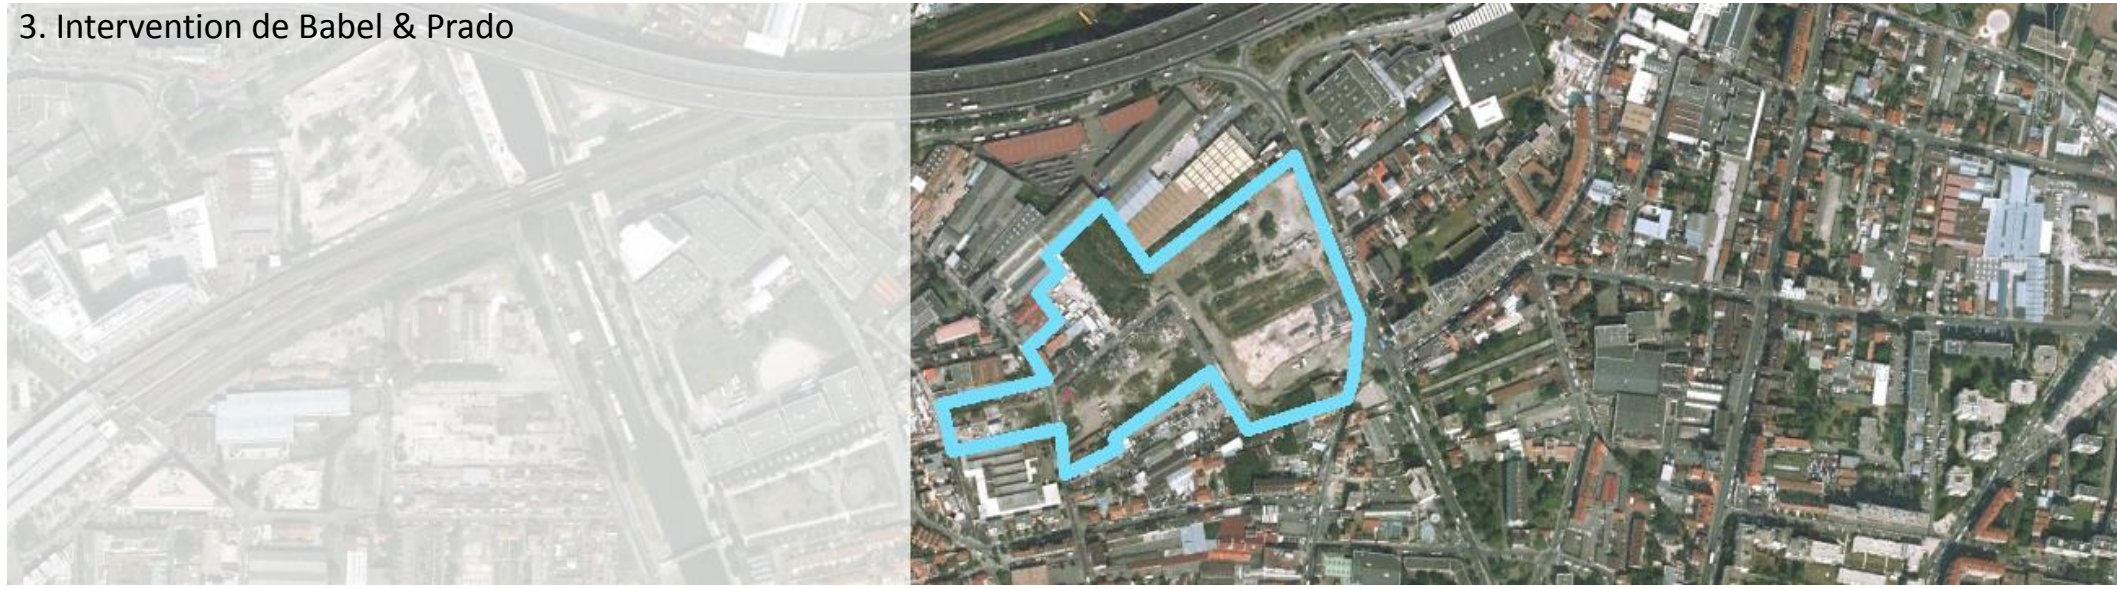 3. Intervention de Babel & Prado